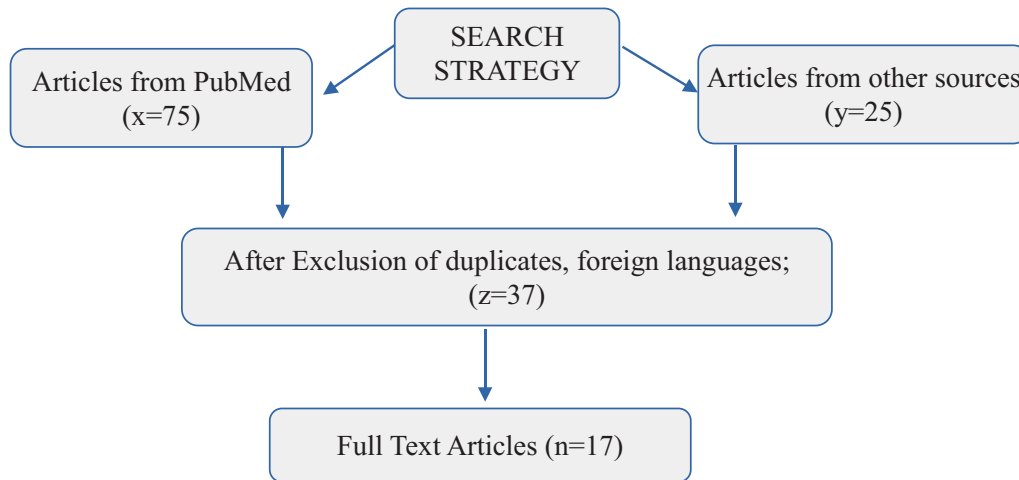 SEARCH
STRATEGY
Articles from PubMed
(x=75)
Articles from other sources
(y=25)
After Exclusion of duplicates, foreign languages;
(z=37)
Full Text Articles (n=17)